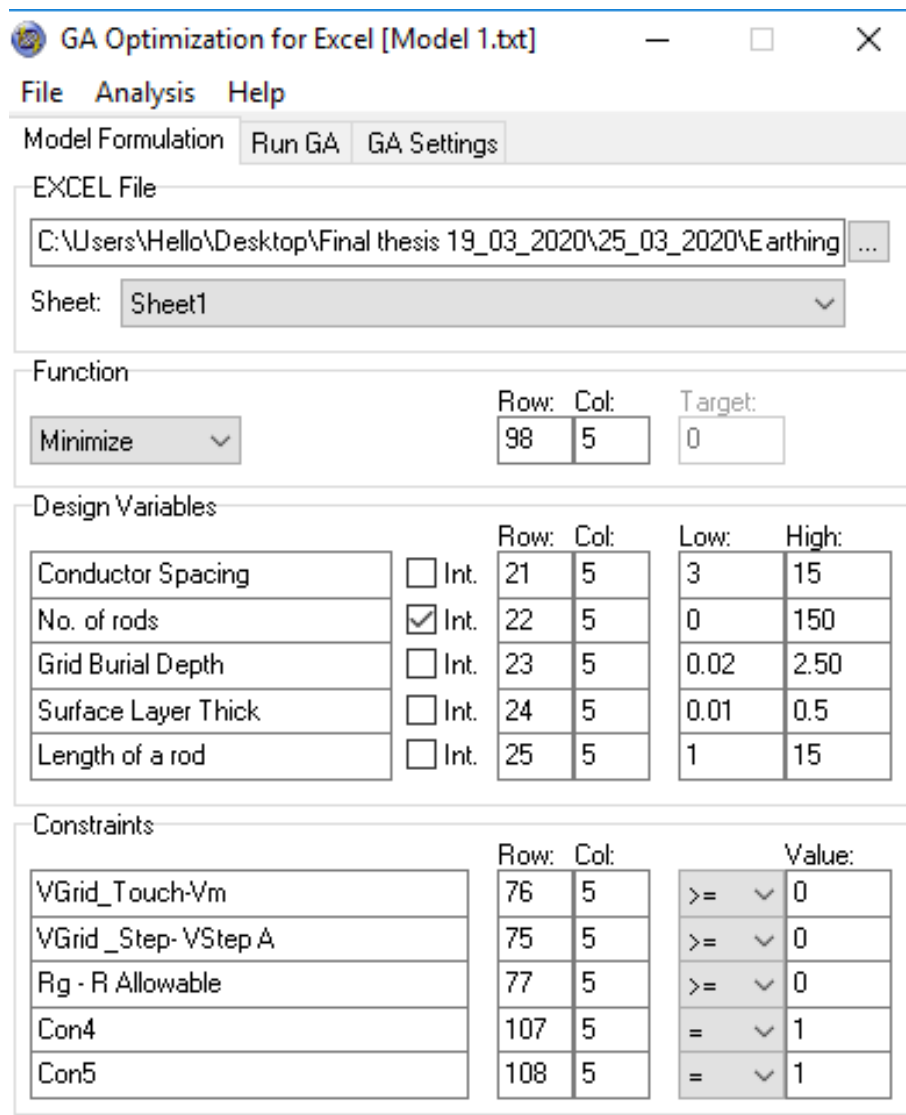 GA Optimization for Excel [Model 1.txt]
File Analysis Help
Model Formulation Run GA GA Settings
EXCEL File
C:\Users\Hello\Desktop\Final thesis 19_03_2020\25_03_2020\Earthing ...
Sheet: Sheet1
Function
Row: Col: Target:
Minimize 98 5 0
Design Variables
Row: Col: Low: High:
Conductor Spacing Int. 21 5 3 15
No. of rods Int. 22 5 0 150
Grid Burial Depth Int. 23 5 0.02 2.50
Surface Layer Thick Int. 24 5 0.01 0.5
Length of a rod Int. 25 5 1 15
Constraints
Row: Col: Value:
VGrid_Touch-Vm 76 5 >= 0
VGrid _Step- VStep A 75 5 >= 0
Rg - R Allowable 77 5 >= 0
Con4 107 5 = 1
Con5 108 5 = 1